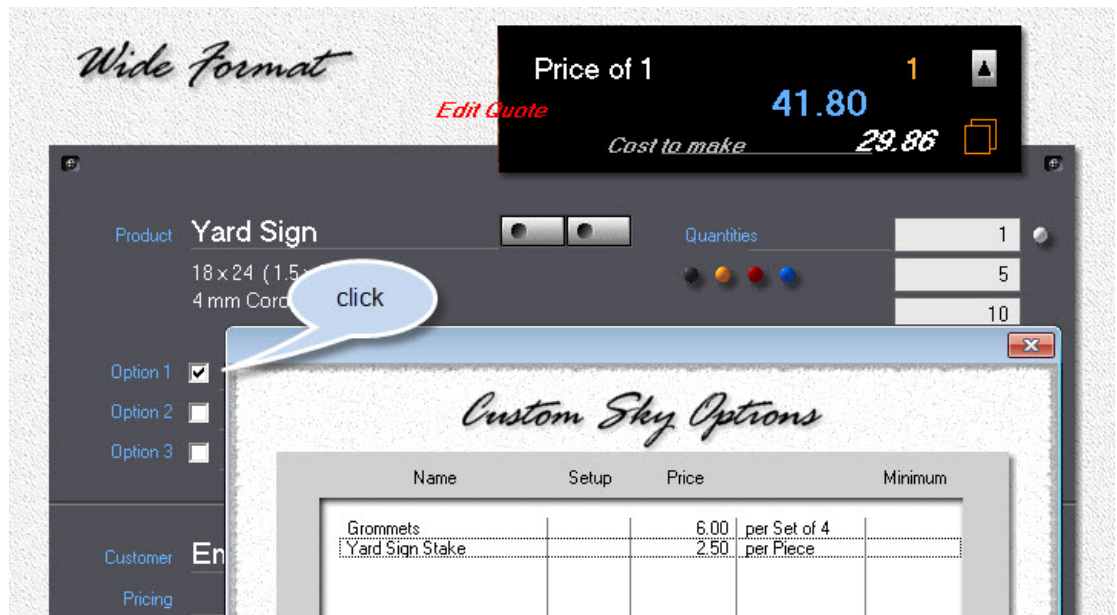 Wide Format
Price of 1 1
Edit Quote
41.80
Cost to make 29.86
Product Yard Sign
Quantities 1
18 x 24 (1.5
5
4 mm
click
10
Option 1
Option 2
Option 3
Custom Sky Options
Name Setup Price Minimum
Grommets 6.00 per Set of 4
Yard Sign Stake 2.50 per Piece
Customer
Pricing